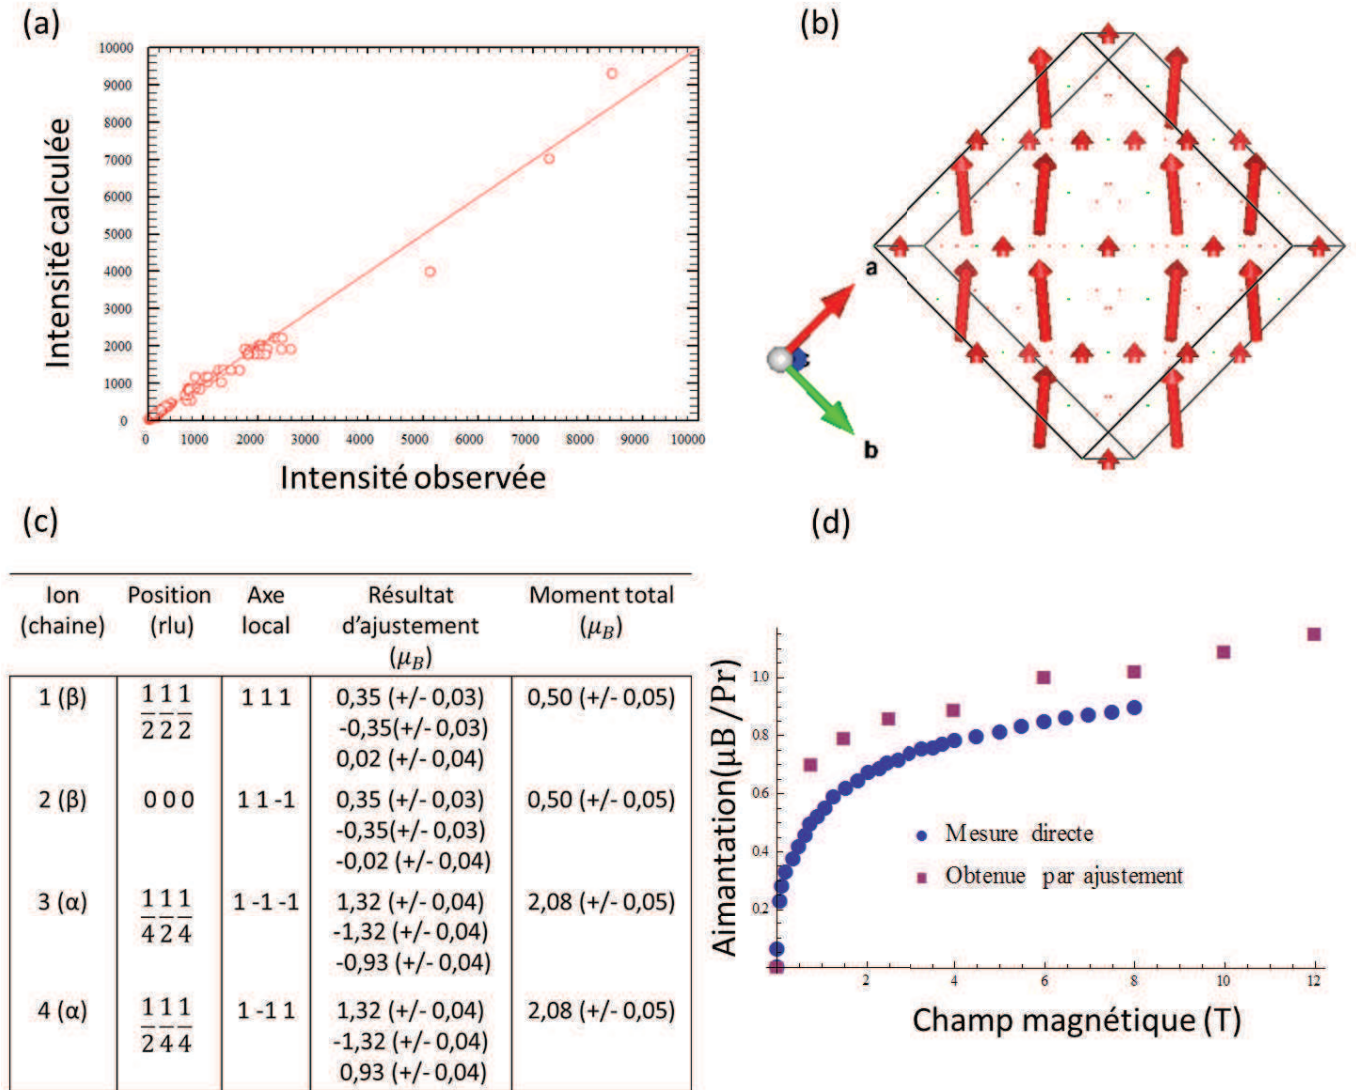 (a)
10000
9000
8000
7000
6000
5000
4000
3000
2000
1000
0
0 1000 2000 3000 4000 5000 6000 7000 8000 9000 10000
Intensité calculée
Intensité observée
(b)
a
b
(c)
Ion (chaine) Position (rlu) Axe local Résultat d'ajustement (μB) Moment total (μB)
1 (β) 1 1 1 1 1 1 0,35 (+/- 0,03) 0,50 (+/- 0,05)
2 2 2 -0,35(+/- 0,03)
0,02 (+/- 0,04)
2 (β) 0 0 0 1 1 -1 0,35 (+/- 0,03) 0,50 (+/- 0,05)
-0,35(+/- 0,03)
-0,02 (+/- 0,04)
3 (α) 1 1 1 1 -1 -1 1,32 (+/- 0,04) 2,08 (+/- 0,05)
4 2 4 -1,32 (+/- 0,04)
-0,93 (+/- 0,04)
4 (α) 1 1 1 1 -1 1 1,32 (+/- 0,04) 2,08 (+/- 0,05)
2 4 4 -1,32 (+/- 0,04)
0,93 (+/- 0,04)
(d)
Aimantation(μB /Pr)
1.0
0.8
0.6
0.4
0.2
Mesure directe
Obtenue par ajustement
2 4 6 8 10 12
Champ magnétique (T)